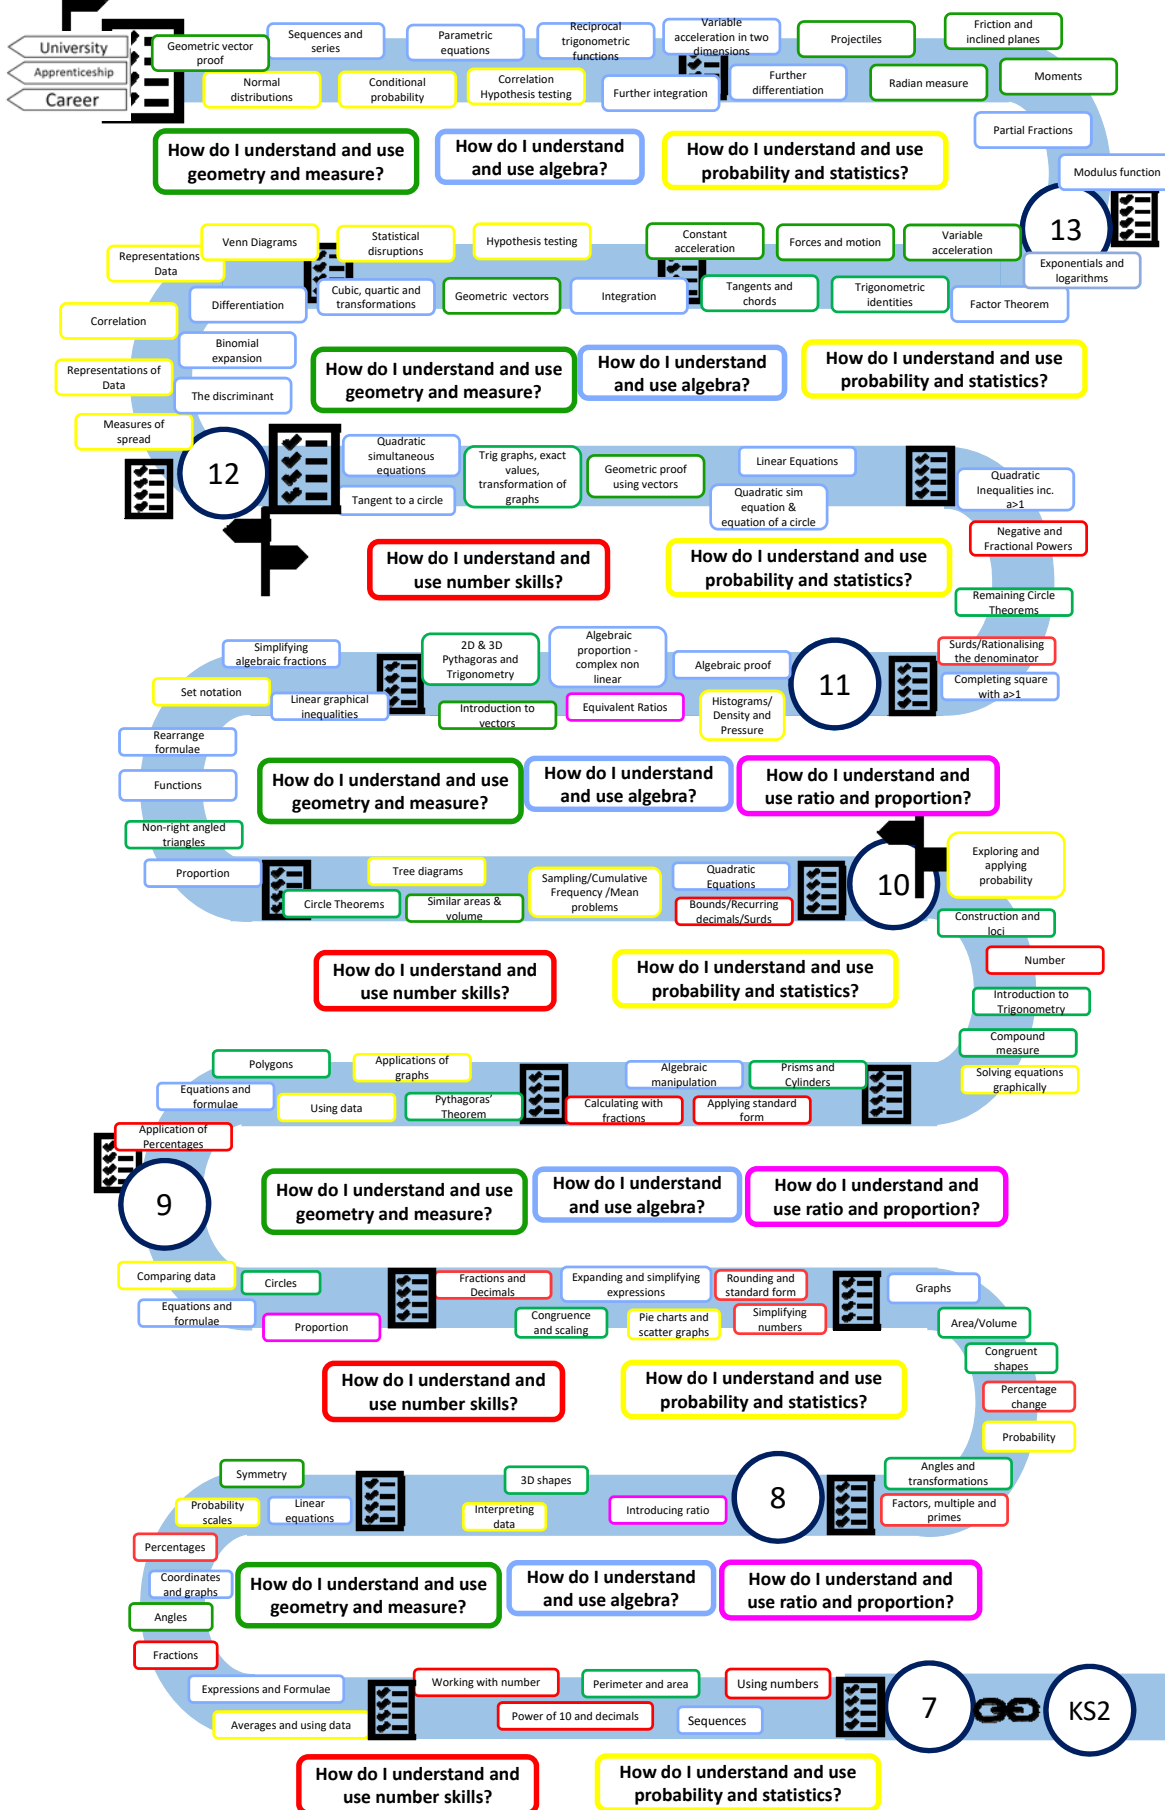 University
Apprenticeship
Career
Geometric vector
proof
Sequences and
series
Parametric
equations
Reciprocal
trigonometric
functions
Variable
acceleration in two
dimensions
Projectiles
Friction and
inclined planes
Normal
distributions
Conditional
probability
Correlation
Hypothesis testing
Further integration
Further
differentiation
Radian measure
Moments
Partial Fractions
Modulus function
How do I understand and use
geometry and measure?
How do I understand
and use algebra?
How do I understand and use
probability and statistics?
13
Exponentials and
logarithms
Representations
Data
Venn Diagrams
Statistical
disruptions
Hypothesis testing
Constant
acceleration
Forces and motion
Variable
acceleration
Differentiation
Cubic, quartic and
transformations
Geometric vectors
Integration
Tangents and
chords
Trigonometric
identities
Factor Theorem
Correlation
Binomial
expansion
Representations of
Data
The discriminant
Measures of
spread
How do I understand and use
geometry and measure?
How do I understand
and use algebra?
How do I understand and use
probability and statistics?
12
Quadratic
simultaneous
equations
Tangent to a circle
Trig graphs, exact
values,
transformation of
graphs
Geometric proof
using vectors
Linear Equations
Quadratic sim
equation &
equation of a circle
Quadratic
Inequalities inc.
a>1
Negative and
Fractional Powers
How do I understand and
use number skills?
How do I understand and use
probability and statistics?
Remaining Circle
Theorems
Surds/Rationalising
the denominator
Completing square
with a>1
11
Simplifying
algebraic fractions
2D & 3D
Pythagoras and
Trigonometry
Algebraic
proportion -
complex non
linear
Algebraic proof
Set notation
Linear graphical
inequalities
Introduction to
vectors
Equivalent Ratios
Histograms/
Density and
Pressure
Rearrange
formulae
Functions
Non-right angled
triangles
Proportion
How do I understand and use
geometry and measure?
How do I understand
and use algebra?
How do I understand and
use ratio and proportion?
Circle Theorems
Tree diagrams
Similar areas &
volume
Sampling/Cumulative
Frequency /Mean
problems
Quadratic
Equations
Bounds/Recurring
decimals/Surds
10
Exploring and
applying
probability
Construction and
loci
Number
Introduction to
Trigonometry
Compound
measure
Solving equations
graphically
How do I understand and
use number skills?
How do I understand and use
probability and statistics?
Polygons
Applications of
graphs
Algebraic
manipulation
Prisms and
Cylinders
Equations and
formulae
Using data
Pythagoras'
Theorem
Calculating with
fractions
Applying standard
form
Application of
Percentages
9
How do I understand and use
geometry and measure?
How do I understand
and use algebra?
How do I understand and
use ratio and proportion?
Comparing data
Circles
Equations and
formulae
Proportion
Fractions and
Decimals
Expanding and simplifying
expressions
Rounding and
standard form
Congruence
and scaling
Pie charts and
scatter graphs
Simplifying
numbers
Graphs
Area/Volume
Congruent
shapes
Percentage
change
Probability
How do I understand and
use number skills?
How do I understand and use
probability and statistics?
Angles and
transformations
Factors, multiple and
primes
8
Symmetry
Probability
scales
Linear
equations
3D shapes
Interpreting
data
Introducing ratio
Percentages
Coordinates
and graphs
Angles
Fractions
How do I understand and use
geometry and measure?
How do I understand
and use algebra?
How do I understand and
use ratio and proportion?
Expressions and Formulae
Averages and using data
Working with number
Perimeter and area
Using numbers
Power of 10 and decimals
Sequences
7
KS2
How do I understand and
use number skills?
How do I understand and use
probability and statistics?